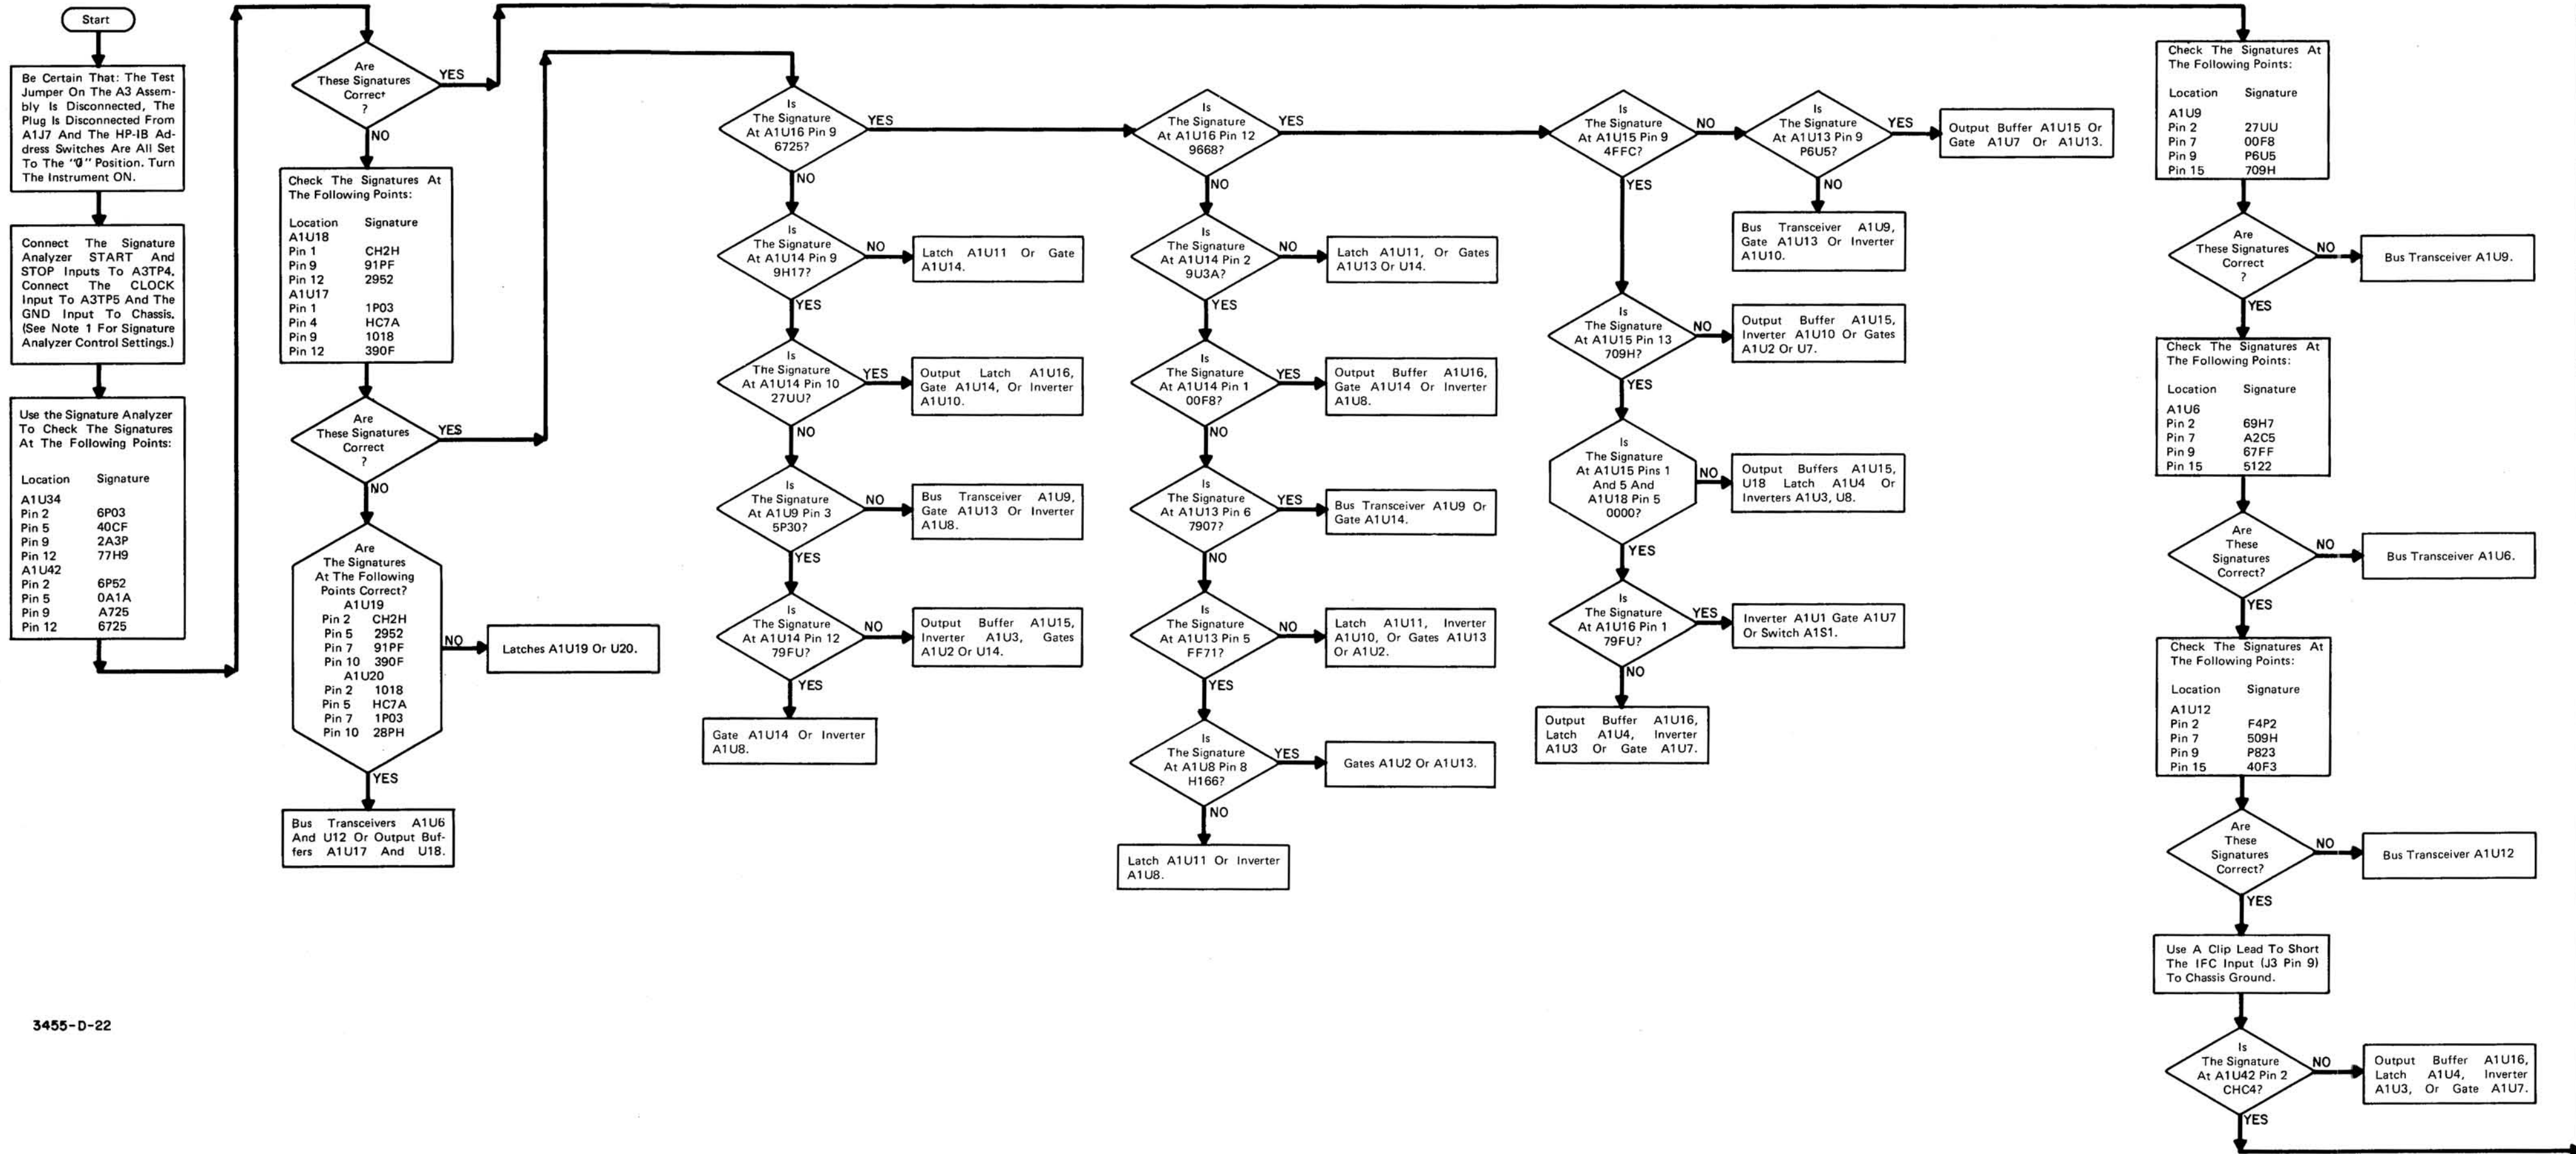 Start
Be Certain That: The Test
Jumper On The A3 Assem-
bly Is Disconnected, The
Plug Is Disconnected From
A1J7 And The HP-IB Ad-
dress Switches Are All Set
To The "0" Position. Turn
The Instrument ON.
Connect The Signature
Analyzer START And
STOP Inputs To A3TP4.
Connect The CLOCK
Input To A3TP5 And The
GND Input To Chassis.
(See Note 1 For Signature
Analyzer Control Settings.)
Use the Signature Analyzer
To Check The Signatures
At The Following Points:
Location Signature
A1U34
Pin 2 6P03
Pin 5 40CF
Pin 9 2A3P
Pin 12 77H9
A1U42
Pin 2 6P52
Pin 5 0A1A
Pin 9 A725
Pin 12 6725
Are
These Signatures
Correct
?
YES
NO
Check The Signatures At
The Following Points:
Location Signature
A1U18
Pin 1 CH2H
Pin 9 91PF
Pin 12 2952
A1U17
Pin 1 1P03
Pin 4 HC7A
Pin 9 1018
Pin 12 390F
Are
These Signatures
Correct
?
YES
NO
Are
The Signatures
At The Following
Points Correct?
A1U19
Pin 2 CH2H
Pin 5 2952
Pin 7 91PF
Pin 10 390F
A1U20
Pin 2 1018
Pin 5 HC7A
Pin 7 1P03
Pin 10 28PH
NO
Latches A1U19 Or U20.
YES
Bus Transceivers A1U6
And U12 Or Output Buf-
fers A1U17 And U18.
Is
The Signature
At A1U16 Pin 9
6725?
YES
NO
Is
The Signature
At A1U14 Pin 9
9H17?
NO
Latch A1U11 Or Gate
A1U14.
YES
Is
The Signature
At A1U14 Pin 10
27UU?
YES
Output Latch A1U16,
Gate A1U14, Or Inverter
A1U10.
NO
Is
The Signature
At A1U9 Pin 3
5P30?
NO
Bus Transceiver A1U9,
Gate A1U13 Or Inverter
A1U8.
YES
Is
The Signature
At A1U14 Pin 12
79FU?
NO
Output Buffer A1U15,
Inverter A1U3, Gates
A1U2 Or U14.
YES
Gate A1U14 Or Inverter
A1U8.
Is
The Signature
At A1U16 Pin 12
9668?
YES
NO
Is
The Signature
At A1U14 Pin 2
9U3A?
NO
Latch A1U11, Or Gates
A1U13 Or U14.
YES
Is
The Signature
At A1U14 Pin 1
00F8?
YES
Output Buffer A1U16,
Gate A1U14 Or Inverter
A1U8.
NO
Is
The Signature
At A1U13 Pin 6
7907?
YES
Bus Transceiver A1U9 Or
Gate A1U14.
NO
Is
The Signature
At A1U13 Pin 5
FF71?
NO
Latch A1U11, Inverter
A1U10, Or Gates A1U13
Or A1U2.
YES
Is
The Signature
At A1U8 Pin 8
H166?
YES
Gates A1U2 Or A1U13.
NO
Latch A1U11 Or Inverter
A1U8.
Is
The Signature
At A1U15 Pin 9
4FFC?
NO
YES
Is
The Signature
At A1U13 Pin 9
P6U5?
YES
Output Buffer A1U15 Or
Gate A1U7 Or A1U13.
NO
Bus Transceiver A1U9,
Gate A1U13 Or Inverter
A1U10.
Is
The Signature
At A1U15 Pin 13
709H?
NO
Output Buffer A1U15,
Inverter A1U10 Or Gates
A1U2 Or U7.
YES
Is
The Signature
At A1U15 Pins 1
And 5 And
A1U18 Pin 5
0000?
NO
Output Buffers A1U15,
U18 Latch A1U4 Or
Inverters A1U3, U8.
YES
Is
The Signature
At A1U16 Pin 1
79FU?
YES
Inverter A1U1 Gate A1U7
Or Switch A1S1.
NO
Output Buffer A1U16,
Latch A1U4, Inverter
A1U3 Or Gate A1U7.
Check The Signatures At
The Following Points:
Location Signature
A1U9
Pin 2 27UU
Pin 7 00F8
Pin 9 P6U5
Pin 15 709H
Are
These Signatures
Correct
?
NO
Bus Transceiver A1U9.
YES
Check The Signatures At
The Following Points:
Location Signature
A1U6
Pin 2 69H7
Pin 7 A2C5
Pin 9 67FF
Pin 15 5122
Are
These
Signatures
Correct?
NO
Bus Transceiver A1U6.
YES
Check The Signatures At
The Following Points:
Location Signature
A1U12
Pin 2 F4P2
Pin 7 509H
Pin 9 P823
Pin 15 40F3
Are
These
Signatures
Correct?
NO
Bus Transceiver A1U12
YES
Use A Clip Lead To Short
The IFC Input (J3 Pin 9)
To Chassis Ground.
Is
The Signature
At A1U42 Pin 2
CHC4?
NO
Output Buffer A1U16,
Latch A1U4, Inverter
A1U3, Or Gate A1U7.
YES
3455-D-22